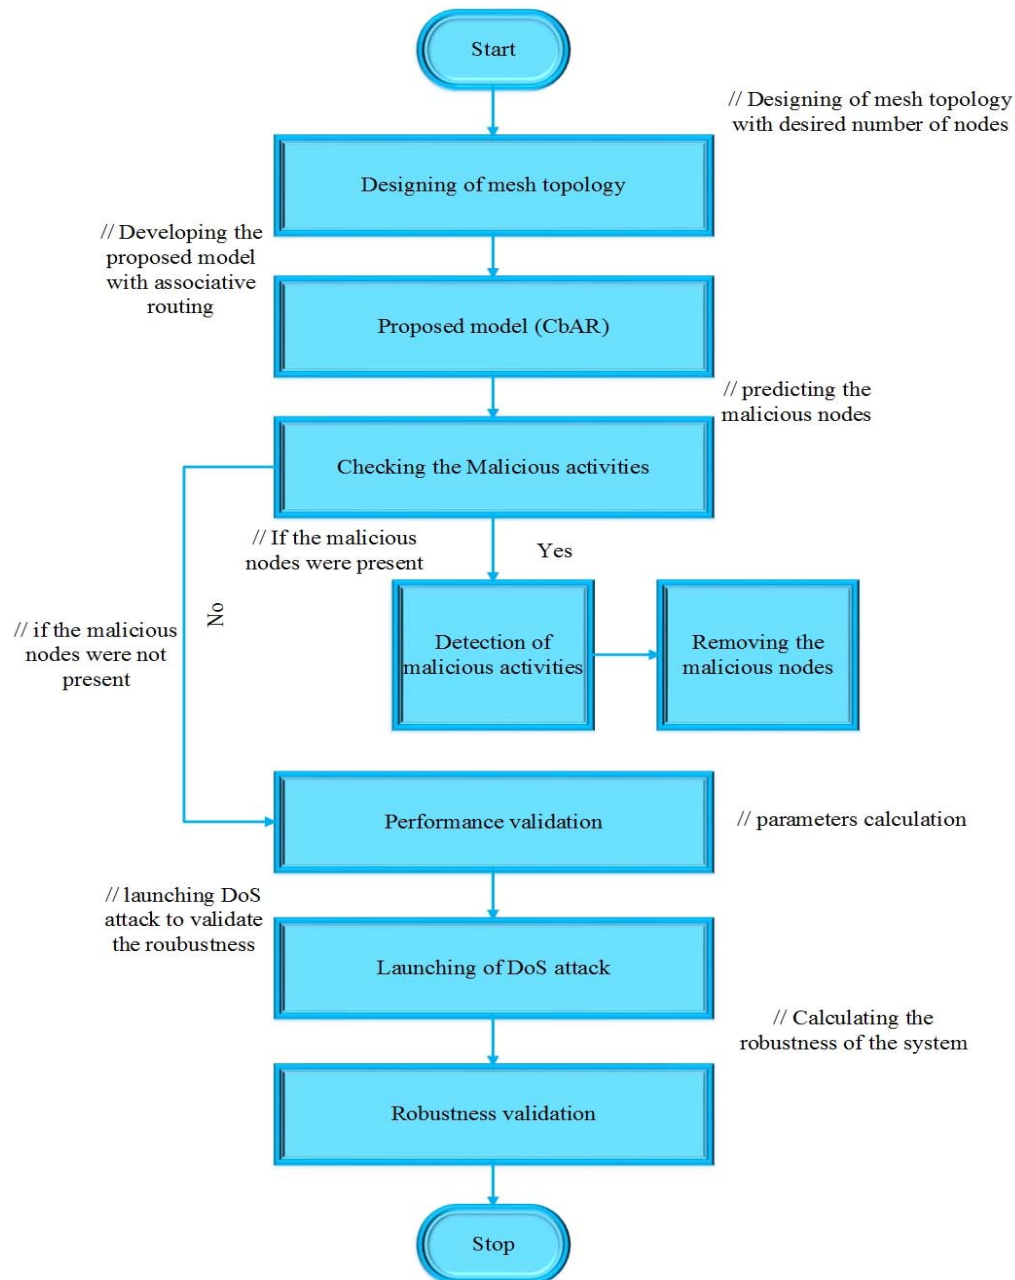 Start
// Designing of mesh topology
with desired number of nodes
Designing of mesh topology
// Developing the
proposed model
with associative
routing
Proposed model (CbAR)
// predicting the
malicious nodes
Checking the Malicious activities
// If the malicious
nodes were present
Yes
No
// if the malicious
nodes were not
present
Detection of
malicious activities
Removing the
malicious nodes
Performance validation
// parameters calculation
// launching DoS
attack to validate
the roubustness
Launching of DoS attack
// Calculating the
robustness of the system
Robustness validation
Stop